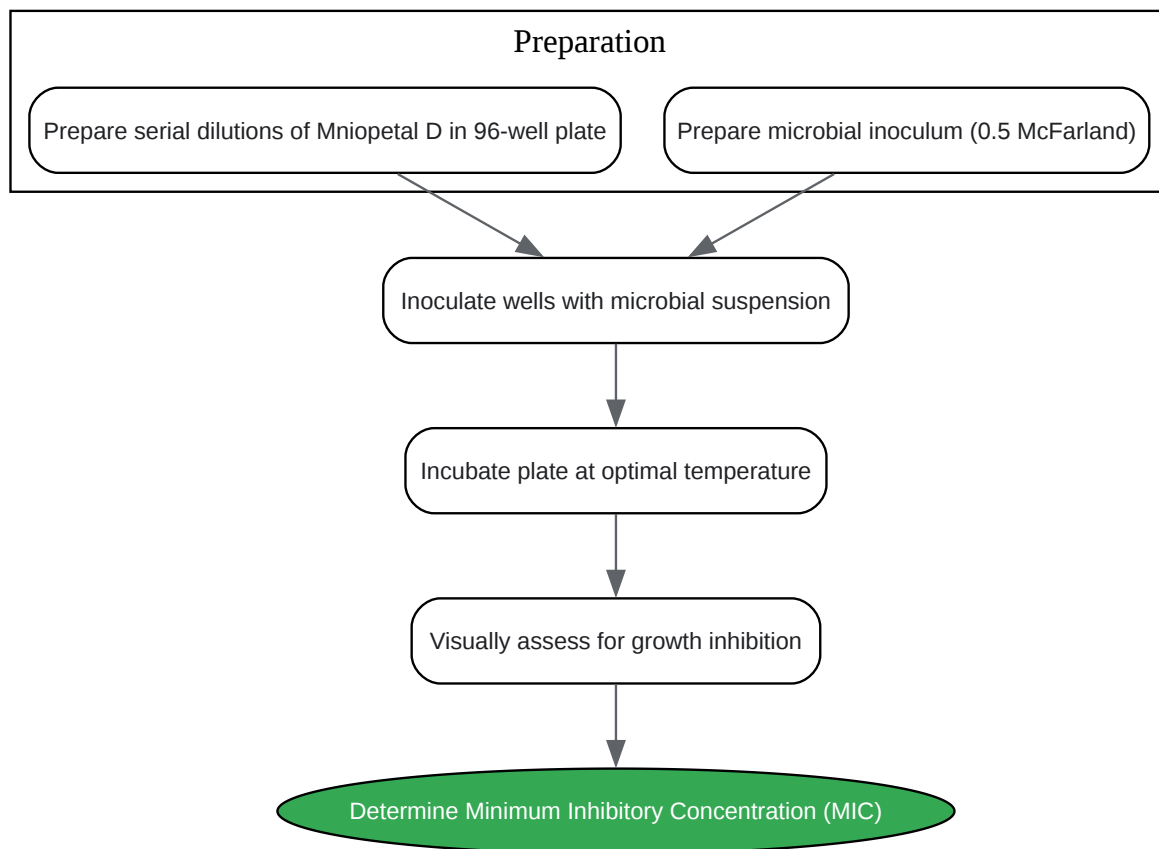 Preparation
Prepare serial dilutions of Mniopetal D in 96-well plate
Prepare microbial inoculum (0.5 McFarland)
Inoculate wells with microbial suspension
Incubate plate at optimal temperature
Visually assess for growth inhibition
Determine Minimum Inhibitory Concentration (MIC)